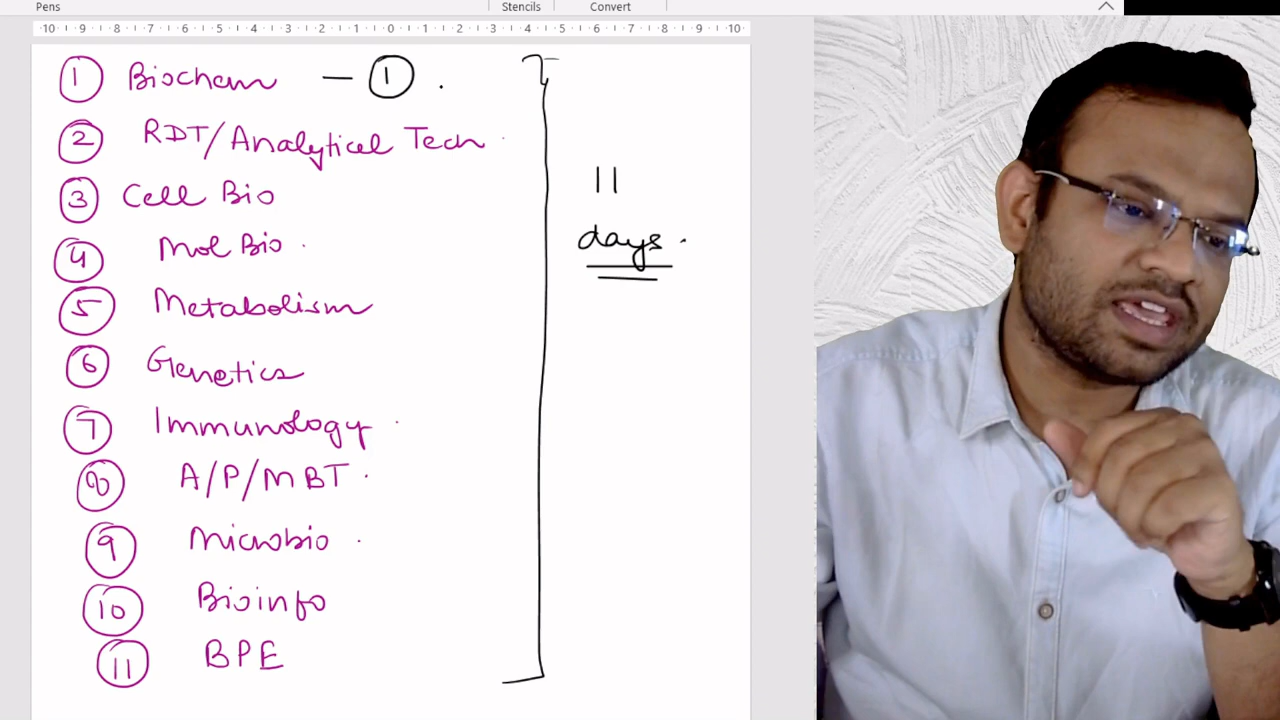 Pens Stencils Convert
10 9 8 7 6 5 4 3 2 1 0 1 2 3 4 5 6 7 8 9 10
1 Biochem — 1 .
2 RDT/Analytical Tech
3 Cell Bio
4 Mol Bio
11
days.
5 Metabolism
6 Genetics
7 Immunology
8 A/P/MBT
9 Microbio
10 Bioinfo
11 BPE